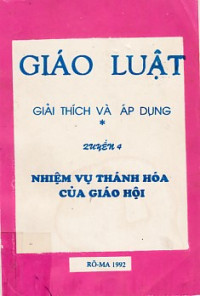 GIÁO LUẬT
GIẢI THÍCH VÀ ÁP DỤNG
*
QUYỂN 4
NHIỆM VỤ THÁNH HÓA
CỦA GIÁO HỘI
RÔ-MA 1992